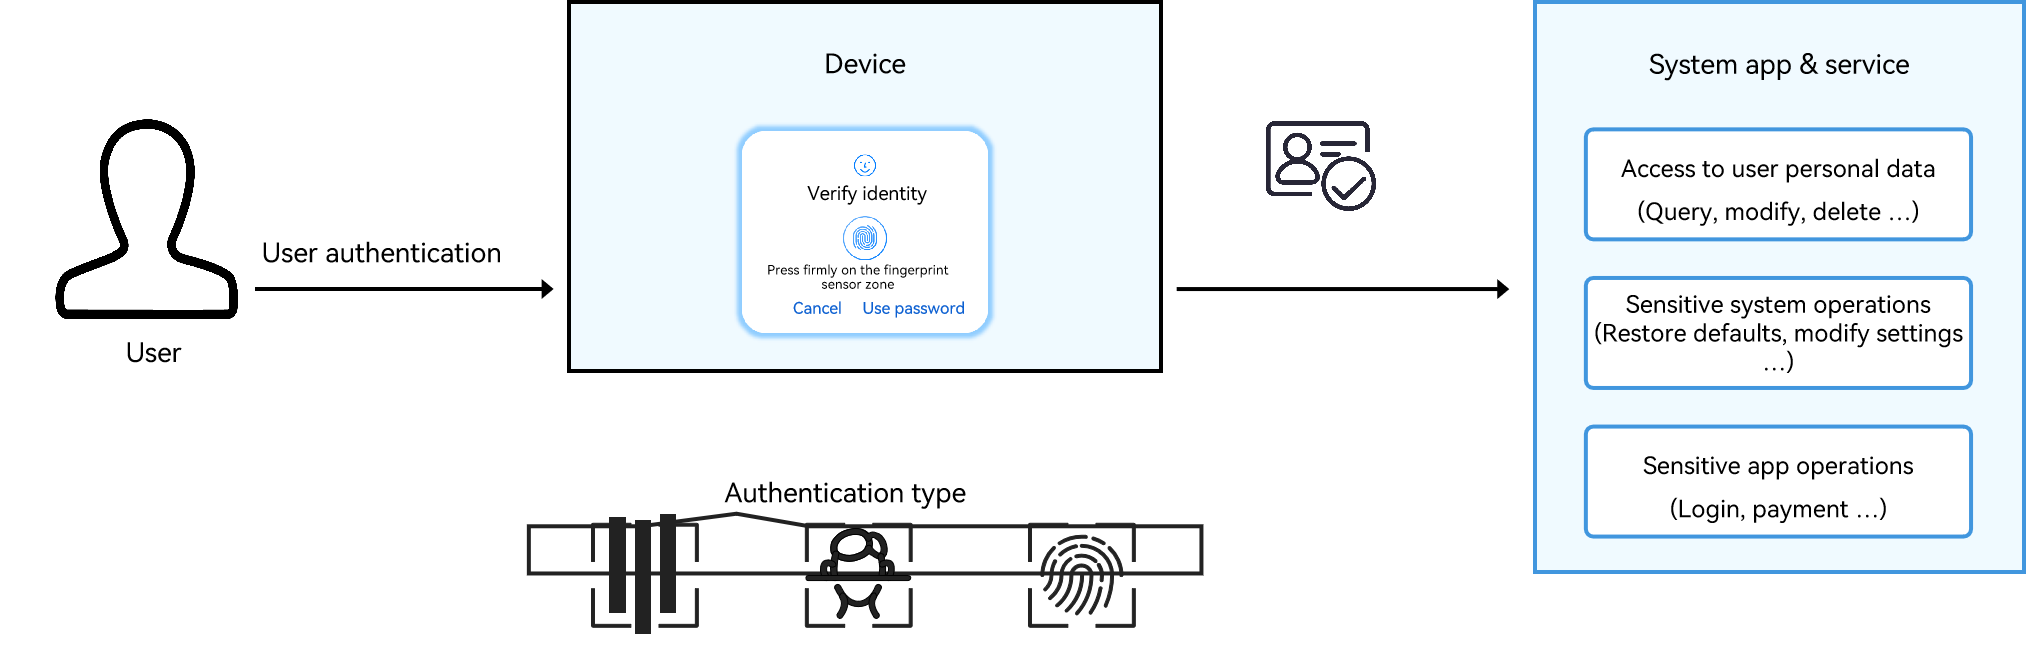 User authentication
User
Device
Verify identity
Press firmly on the fingerprint
sensor zone
Cancel Use password
Authentication type
System app & service
Access to user personal data
(Query, modify, delete ...)
Sensitive system operations
(Restore defaults, modify settings
...)
Sensitive app operations
(Login, payment ...)